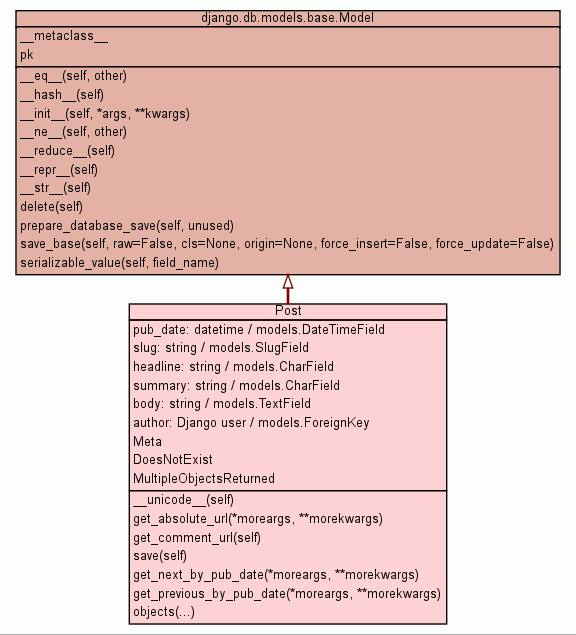 django.db.models.base.Model
__metaclass__
pk
__eq__(self, other)
__hash__(self)
__init__(self, *args, **kwargs)
__ne__(self, other)
__reduce__(self)
__repr__(self)
__str__(self)
delete(self)
prepare_database_save(self, unused)
save_base(self, raw=False, cls=None, origin=None, force_insert=False, force_update=False)
serializable_value(self, field_name)
Post
pub_date: datetime / models.DateTimeField
slug: string / models.SlugField
headline: string / models.CharField
summary: string / models.CharField
body: string / models.TextField
author: Django user / models.ForeignKey
Meta
DoesNotExist
MultipleObjectsReturned
__unicode__(self)
get_absolute_url(*moreargs, **morekwargs)
get_comment_url(self)
save(self)
get_next_by_pub_date(*moreargs, **morekwargs)
get_previous_by_pub_date(*moreargs, **morekwargs)
objects(...)